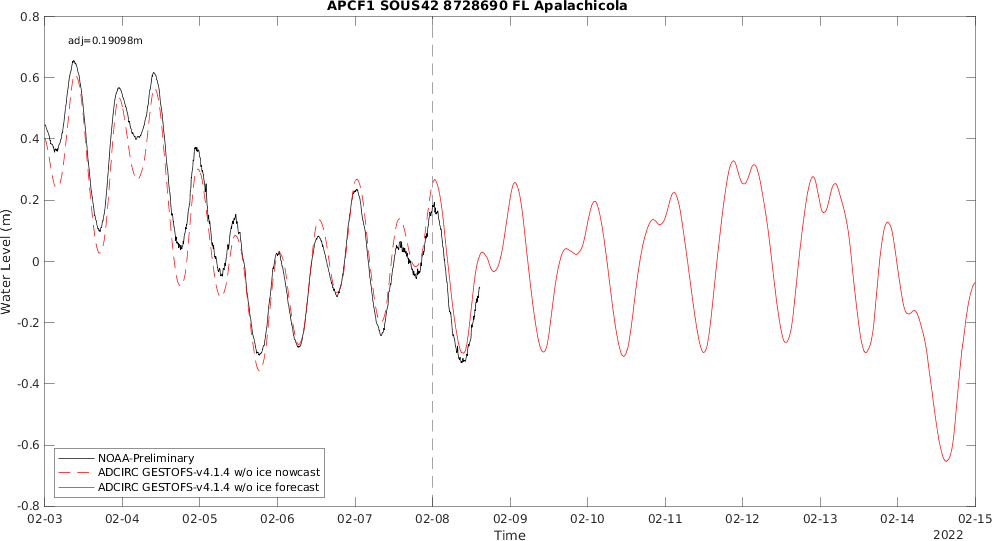 APCF1 SOUS42 8728690 FL Apalachicola
adj=0.19098m
Water Level (m)
0.8
0.6
0.4
0.2
0
-0.2
-0.4
-0.6
-0.8
NOAA-Preliminary
ADCIRC GESTOFS-v4.1.4 w/o ice nowcast
ADCIRC GESTOFS-v4.1.4 w/o ice forecast
02-03 02-04 02-05 02-06 02-07 02-08 02-09 02-10 02-11 02-12 02-13 02-14 02-15
Time
2022